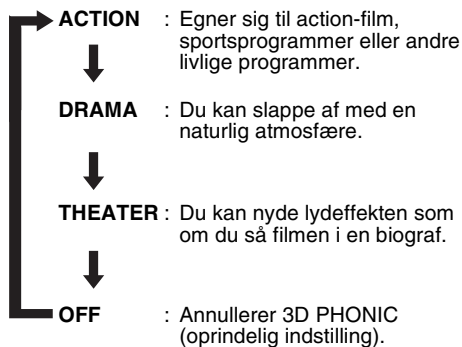 ACTION : Egner sig til action-film,
sportsprogrammer eller andre
livlige programmer.
DRAMA : Du kan slappe af med en
naturlig atmosfære.
THEATER : Du kan nyde lydeffekten som
om du så filmen i en biograf.
OFF : Annullerer 3D PHONIC
(oprindelig indstilling).